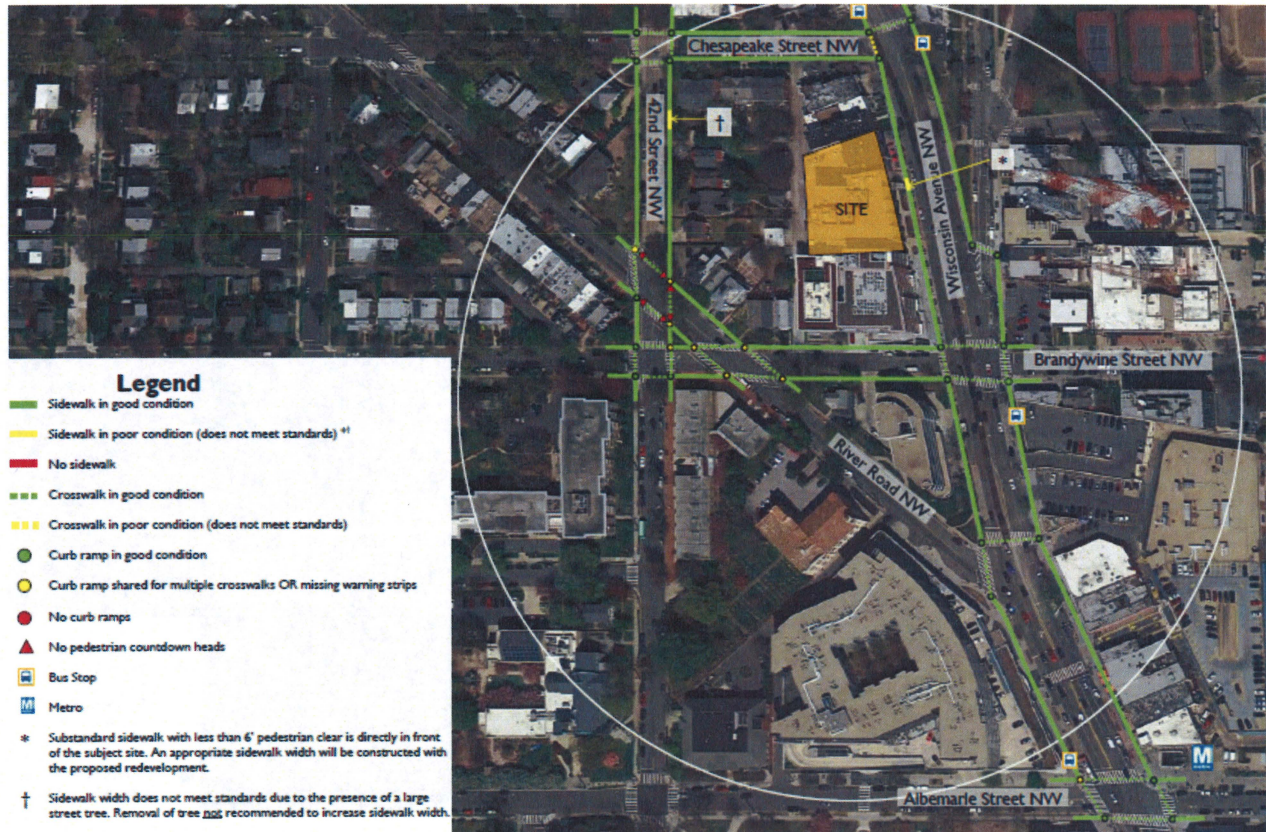 Chesapeake Street NW
42nd Street NW
†
*
SITE
Wisconsin Avenue NW
Brandywine Street NW
River Road NW
M
Albemarle Street NW
Legend
Sidewalk in good condition
Sidewalk in poor condition (does not meet standards) *†
No sidewalk
Crosswalk in good condition
Crosswalk in poor condition (does not meet standards)
Curb ramp in good condition
Curb ramp shared for multiple crosswalks OR missing warning strips
No curb ramps
No pedestrian countdown heads
Bus Stop
M Metro
* Substandard sidewalk with less than 6' pedestrian clear is directly in front
of the subject site. An appropriate sidewalk width will be constructed with
the proposed redevelopment.
† Sidewalk width does not meet standards due to the presence of a large
street tree. Removal of tree not recommended to increase sidewalk width.